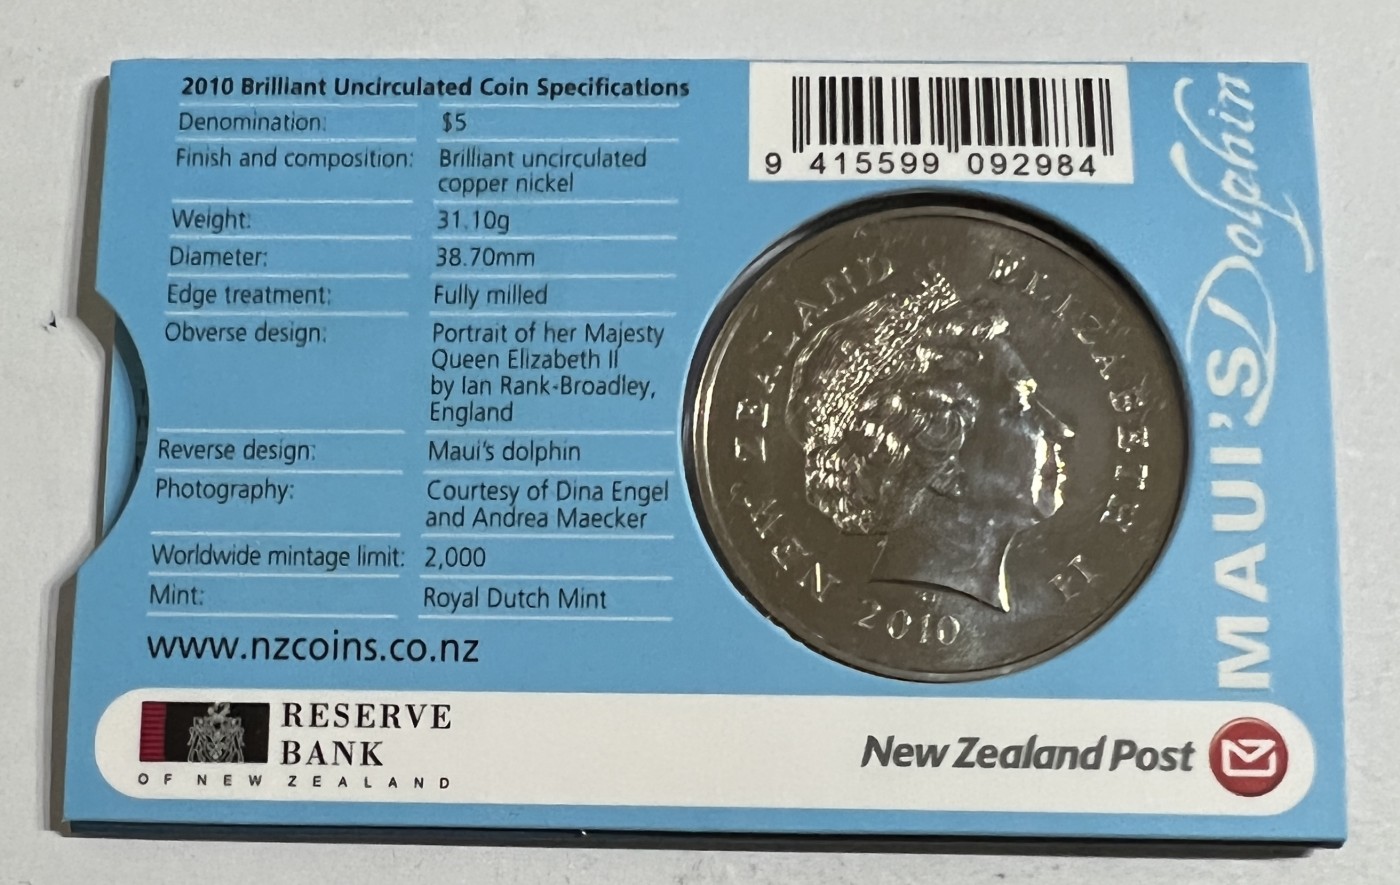 2010 Brilliant Uncirculated Coin Specifications
Denomination: $5
Finish and composition: Brilliant uncirculated
copper nickel
Weight: 31.10g
Diameter: 38.70mm
Edge treatment: Fully milled
Obverse design: Portrait of her Majesty
Queen Elizabeth II
by Ian Rank-Broadley,
England
Reverse design: Maui's dolphin
Photography: Courtesy of Dina Engel
and Andrea Maecker
Worldwide mintage limit: 2,000
Mint: Royal Dutch Mint
www.nzcoins.co.nz
9 415599 092984
NEW ZEALAND ELIZABETH II
2010
MAUI'S Dolphin
RESERVE
BANK
OF NEW ZEALAND
New Zealand Post